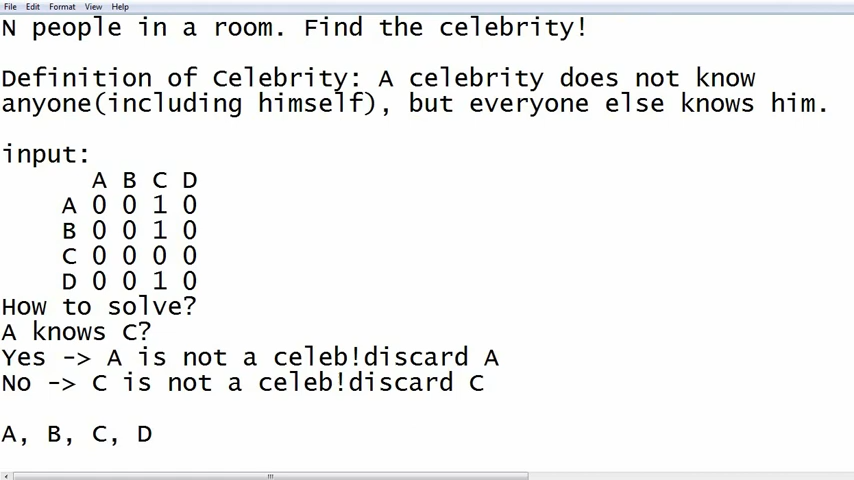 File Edit Format View Help
N people in a room. Find the celebrity!
Definition of Celebrity: A celebrity does not know
anyone(including himself), but everyone else knows him.
input:
A B C D
A 0 0 1 0
B 0 0 1 0
C 0 0 0 0
D 0 0 1 0
How to solve?
A knows C?
Yes -> A is not a celeb!discard A
No -> C is not a celeb!discard C
A, B, C, D